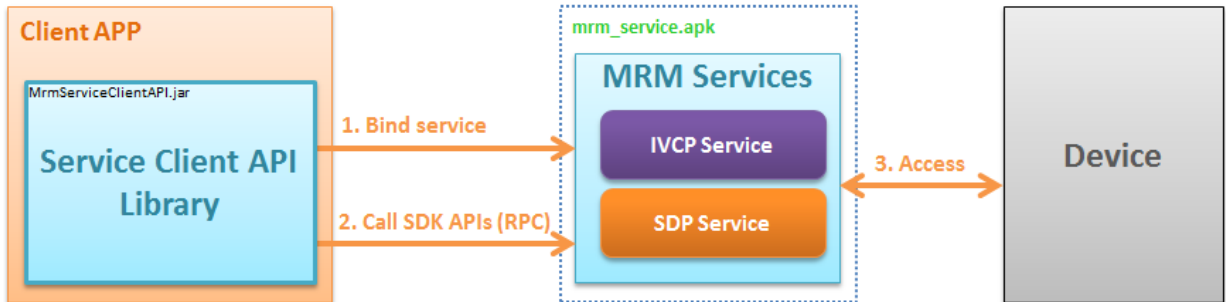 Client APP
MrmServiceClientAPI.jar
Service Client API
Library
1. Bind service
2. Call SDK APIs (RPC)
mrm_service.apk
MRM Services
IVCP Service
SDP Service
3. Access
Device